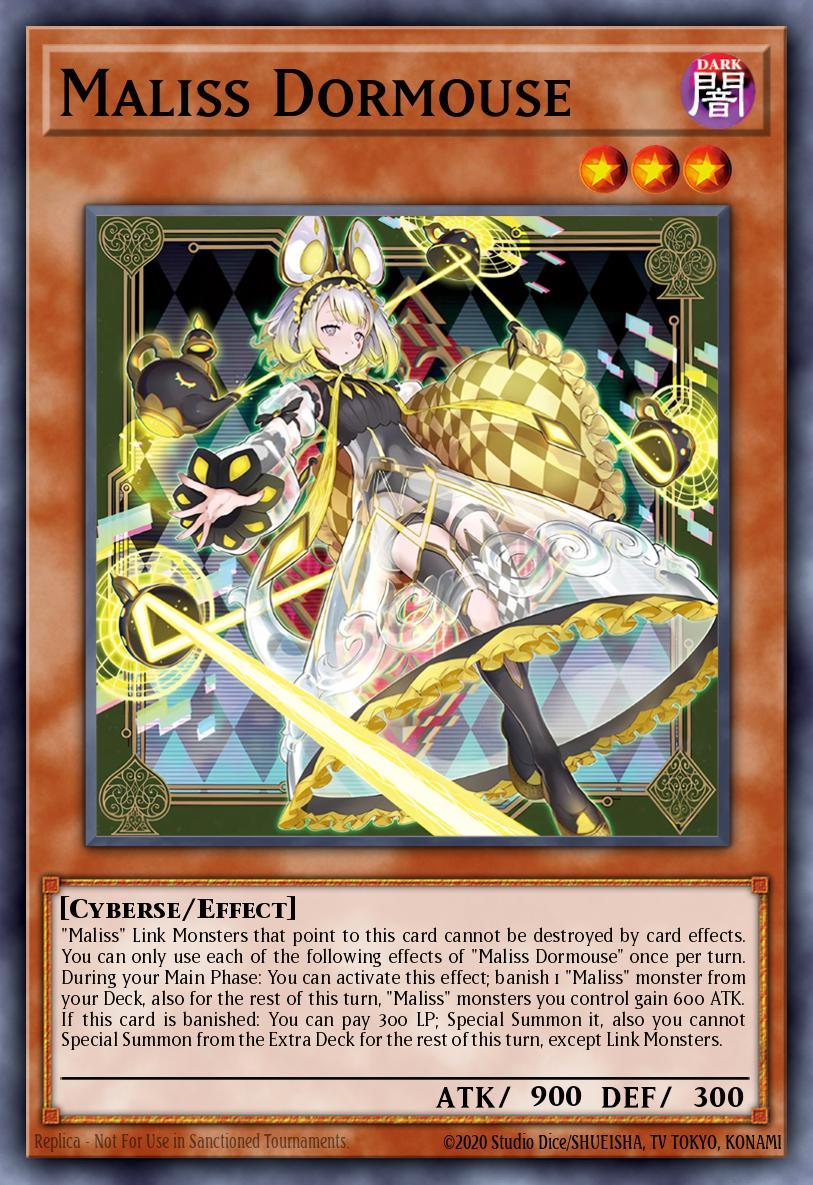 Maliss Dormouse
DARK
闇
[Cyberse/Effect]
"Maliss" Link Monsters that point to this card cannot be destroyed by card effects.
You can only use each of the following effects of "Maliss Dormouse" once per turn.
During your Main Phase: You can activate this effect; banish 1 "Maliss" monster from
your Deck, also for the rest of this turn, "Maliss" monsters you control gain 600 ATK.
If this card is banished: You can pay 300 LP; Special Summon it, also you cannot
Special Summon from the Extra Deck for the rest of this turn, except Link Monsters.
ATK/ 900 DEF/ 300
Replica - Not For Use in Sanctioned Tournaments.
©2020 Studio Dice/SHUEISHA, TV TOKYO, KONAMI